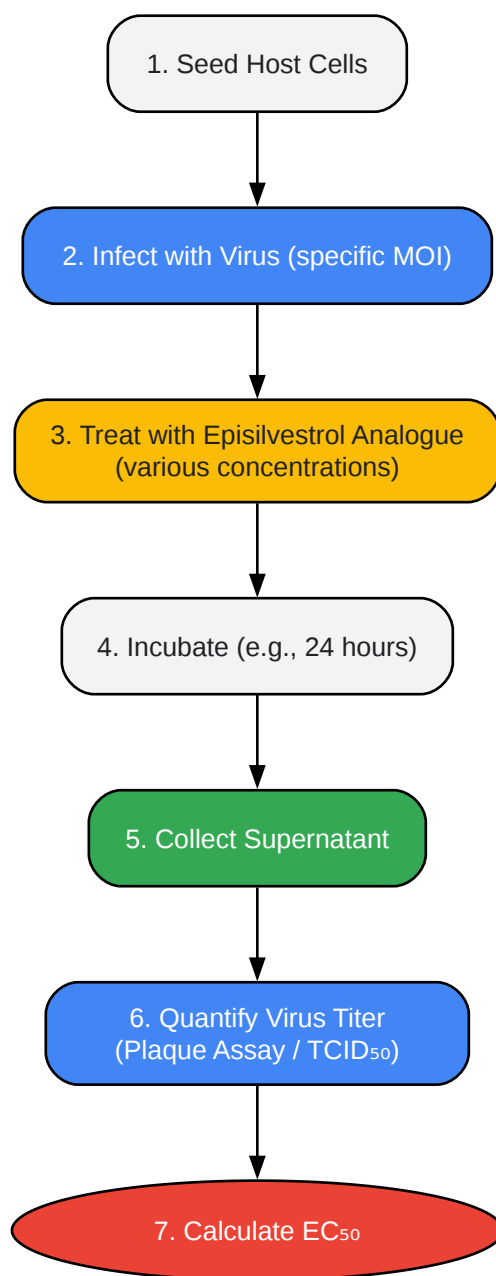 1. Seed Host Cells
2. Infect with Virus (specific MOI)
3. Treat with Episilvestrol Analogue
(various concentrations)
4. Incubate (e.g., 24 hours)
5. Collect Supernatant
6. Quantify Virus Titer
(Plaque Assay / TCID₅₀)
7. Calculate EC₅₀